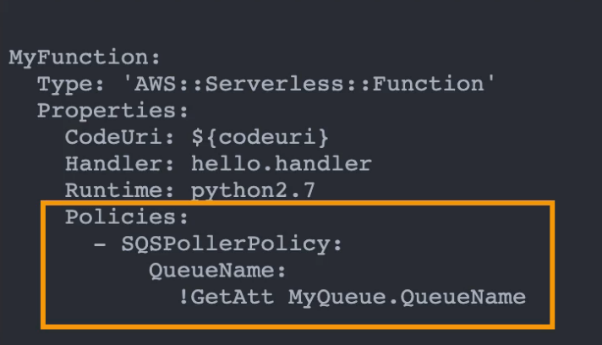 MyFunction:
  Type: 'AWS::Serverless::Function'
  Properties:
    CodeUri: ${codeuri}
    Handler: hello.handler
    Runtime: python2.7
    Policies:
      - SQSPollerPolicy:
          QueueName:
            !GetAtt MyQueue.QueueName